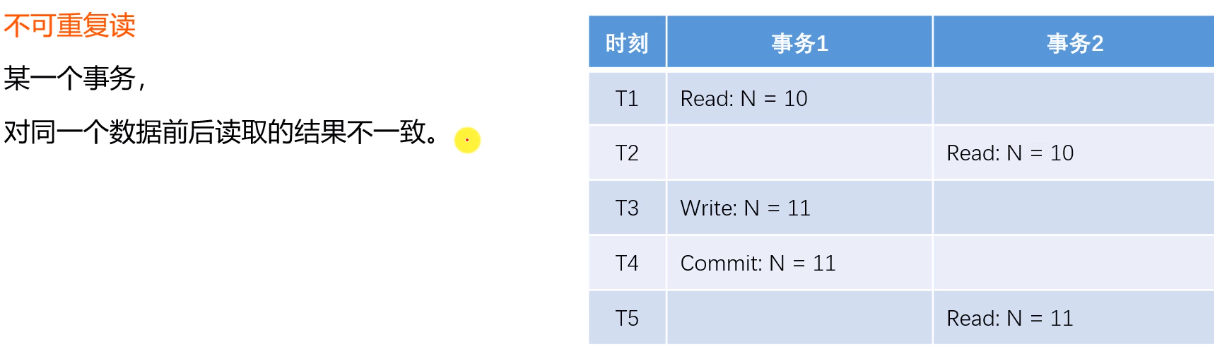 不可重复读
某一个事务，
对同一个数据前后读取的结果不一致。
时刻 事务1 事务2
T1 Read: N = 10
T2 Read: N = 10
T3 Write: N = 11
T4 Commit: N = 11
T5 Read: N = 11